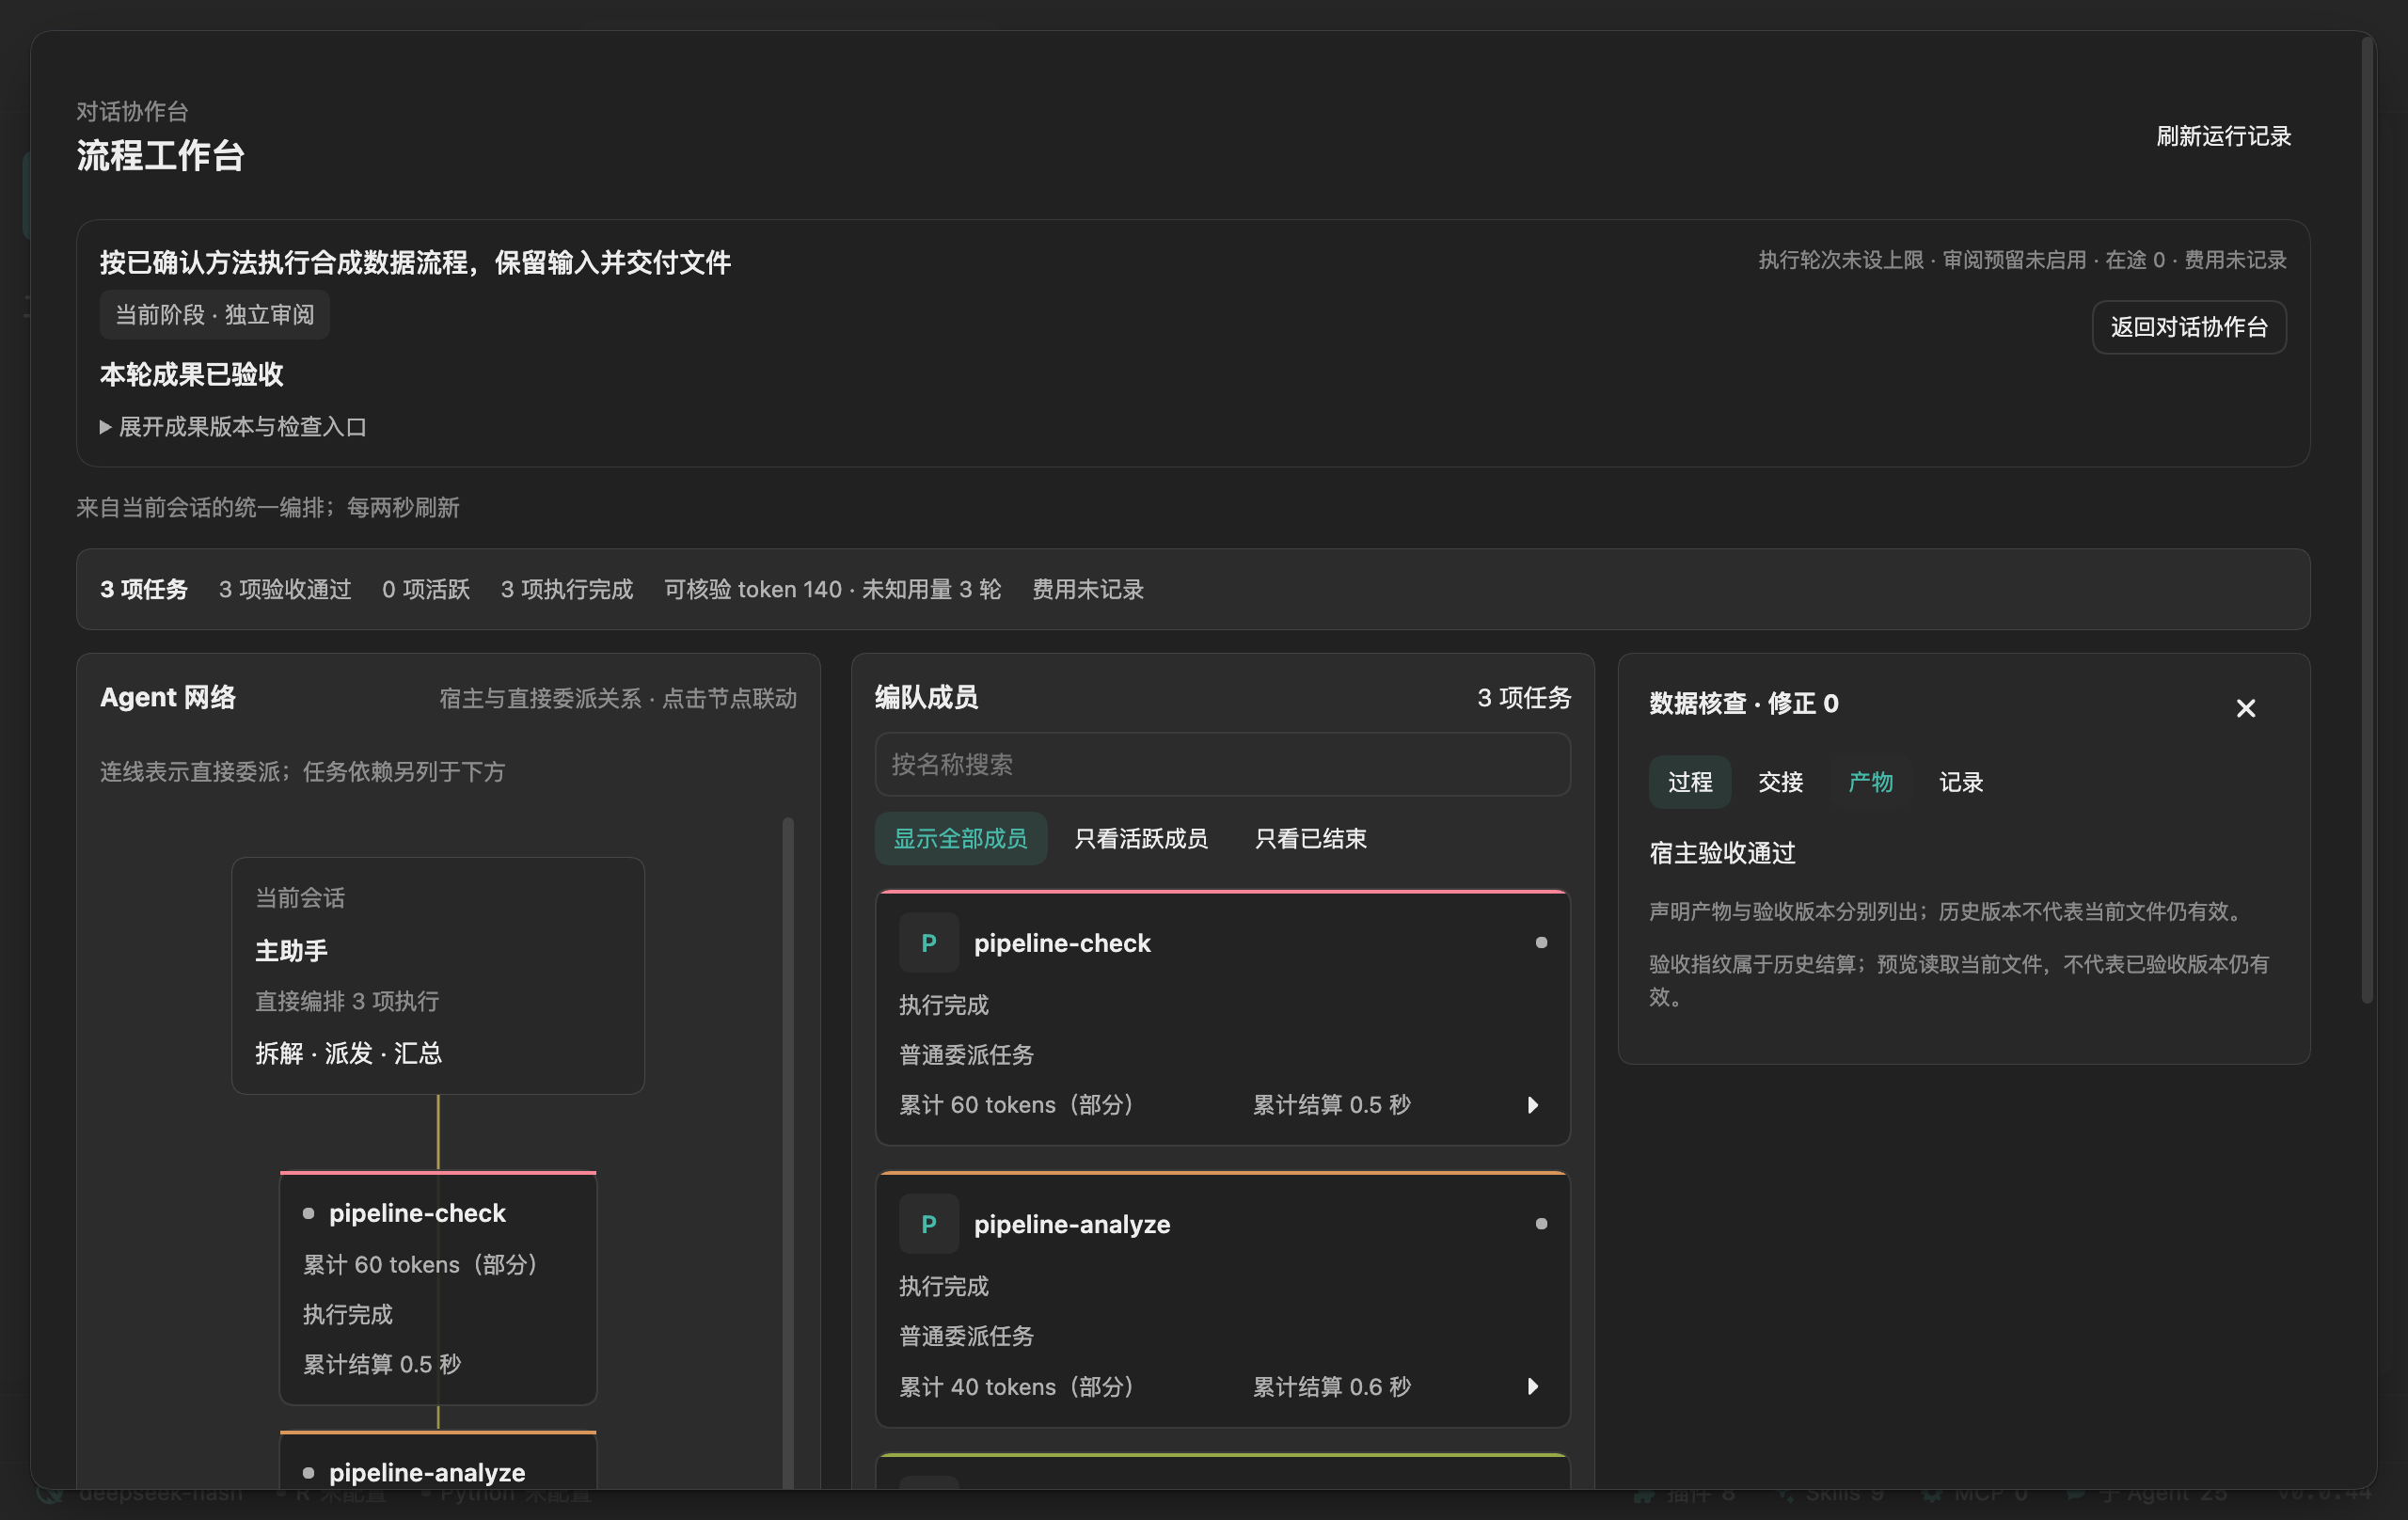 对话协作台
流程工作台
刷新运行记录
按已确认方法执行合成数据流程，保留输入并交付文件
执行轮次未设上限 · 审阅预留未启用 · 在途 0 · 费用未记录
当前阶段 · 独立审阅
返回对话协作台
本轮成果已验收
▶ 展开成果版本与检查入口
来自当前会话的统一编排；每两秒刷新
3 项任务 3 项验收通过 0 项活跃 3 项执行完成 可核验 token 140 · 未知用量 3 轮 费用未记录
Agent 网络
宿主与直接委派关系 · 点击节点联动
连线表示直接委派；任务依赖另列于下方
当前会话
主助手
直接编排 3 项执行
拆解 · 派发 · 汇总
pipeline-check
累计 60 tokens（部分）
执行完成
累计结算 0.5 秒
pipeline-analyze
编队成员
3 项任务
按名称搜索
显示全部成员 只看活跃成员 只看已结束
P pipeline-check
执行完成
普通委派任务
累计 60 tokens（部分） 累计结算 0.5 秒
P pipeline-analyze
执行完成
普通委派任务
累计 40 tokens（部分） 累计结算 0.6 秒
数据核查 · 修正 0
过程 交接 产物 记录
宿主验收通过
声明产物与验收版本分别列出；历史版本不代表当前文件仍有效。
验收指纹属于历史结算；预览读取当前文件，不代表已验收版本仍有
效。
R 未配置 Python 未配置
插件 8 Skills 9 MCP 0 子 Agent 25